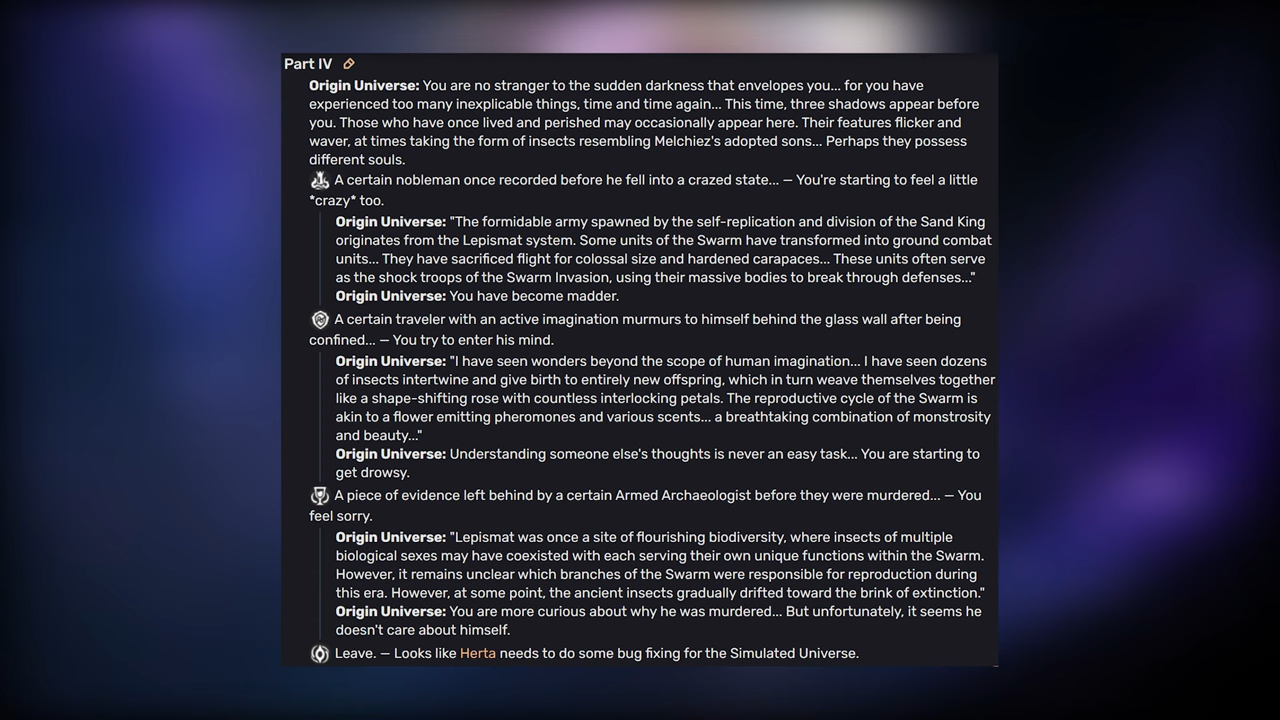 Part IV
Origin Universe: You are no stranger to the sudden darkness that envelopes you... for you have
experienced too many inexplicable things, time and time again... This time, three shadows appear before
you. Those who have once lived and perished may occasionally appear here. Their features flicker and
waver, at times taking the form of insects resembling Melchiez's adopted sons... Perhaps they possess
different souls.
A certain nobleman once recorded before he fell into a crazed state... — You're starting to feel a little
*crazy* too.
Origin Universe: "The formidable army spawned by the self-replication and division of the Sand King
originates from the Lepismat system. Some units of the Swarm have transformed into ground combat
units... They have sacrificed flight for colossal size and hardened carapaces... These units often serve
as the shock troops of the Swarm Invasion, using their massive bodies to break through defenses..."
Origin Universe: You have become madder.
A certain traveler with an active imagination murmurs to himself behind the glass wall after being
confined... — You try to enter his mind.
Origin Universe: "I have seen wonders beyond the scope of human imagination... I have seen dozens
of insects intertwine and give birth to entirely new offspring, which in turn weave themselves together
like a shape-shifting rose with countless interlocking petals. The reproductive cycle of the Swarm is
akin to a flower emitting pheromones and various scents... a breathtaking combination of monstrosity
and beauty..."
Origin Universe: Understanding someone else's thoughts is never an easy task... You are starting to
get drowsy.
A piece of evidence left behind by a certain Armed Archaeologist before they were murdered... — You
feel sorry.
Origin Universe: "Lepismat was once a site of flourishing biodiversity, where insects of multiple
biological sexes may have coexisted with each serving their own unique functions within the Swarm.
However, it remains unclear which branches of the Swarm were responsible for reproduction during
this era. However, at some point, the ancient insects gradually drifted toward the brink of extinction."
Origin Universe: You are more curious about why he was murdered... But unfortunately, it seems he
doesn't care about himself.
Leave. — Looks like Herta needs to do some bug fixing for the Simulated Universe.